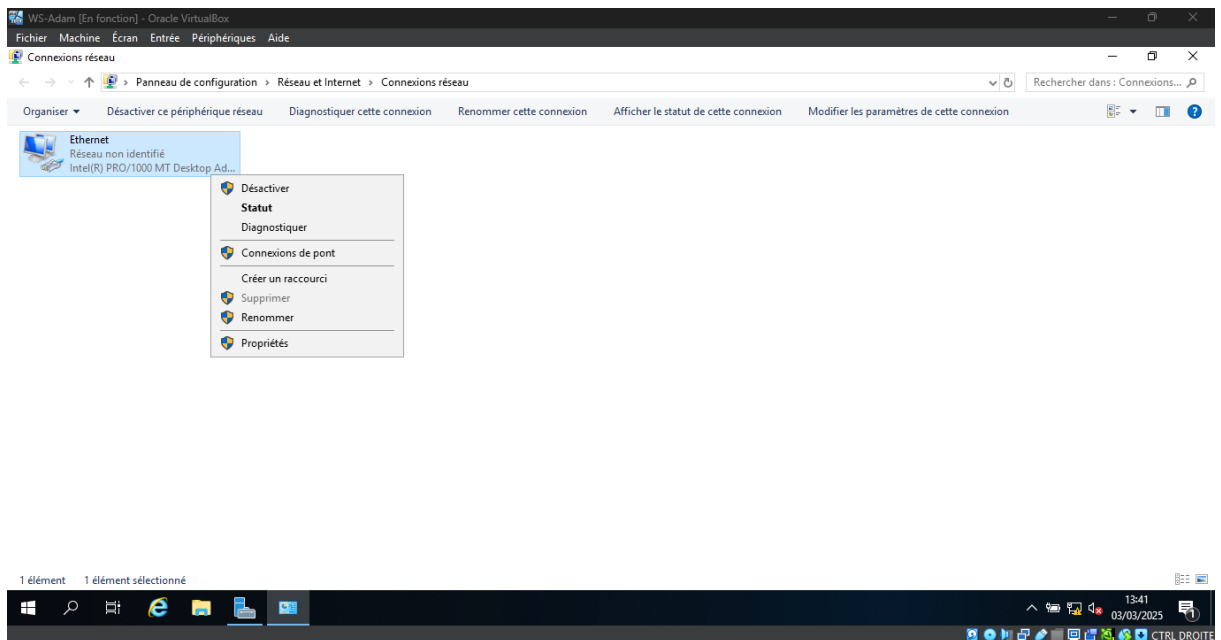 WS-Adam [En fonction] - Oracle VirtualBox
Fichier Machine Écran Entrée Périphériques Aide
Connexions réseau
Panneau de configuration > Réseau et Internet > Connexions réseau
Rechercher dans : Connexions...
Organiser Désactiver ce périphérique réseau Diagnostiquer cette connexion Renommer cette connexion Afficher le statut de cette connexion Modifier les paramètres de cette connexion
Ethernet
Réseau non identifié
Intel(R) PRO/1000 MT Desktop Ad...
Désactiver
Statut
Diagnostiquer
Connexions de pont
Créer un raccourci
Supprimer
Renommer
Propriétés
1 élément 1 élément sélectionné
13:41
03/03/2025
1
CTRL DROITE